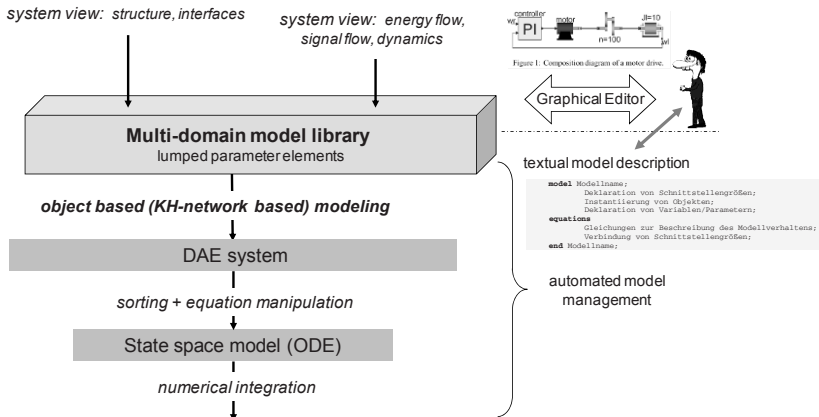 system view: structure, interfaces
system view: energy flow,
signal flow, dynamics
controller
motor
Jl=10
wr
PI
n=100
wl
Figure 1: Composition diagram of a motor drive.
Graphical Editor
Multi-domain model library
lumped parameter elements
textual model description
model Modellname;
Deklaration von Schnittstellengrößen;
Instantiierung von Objekten;
Deklaration von Variablen/Parametern;
equations
Gleichungen zur Beschreibung des Modellverhaltens;
Verbindung von Schnittstellengrößen;
end Modellname;
object based (KH-network based) modeling
DAE system
automated model
management
sorting + equation manipulation
State space model (ODE)
numerical integration